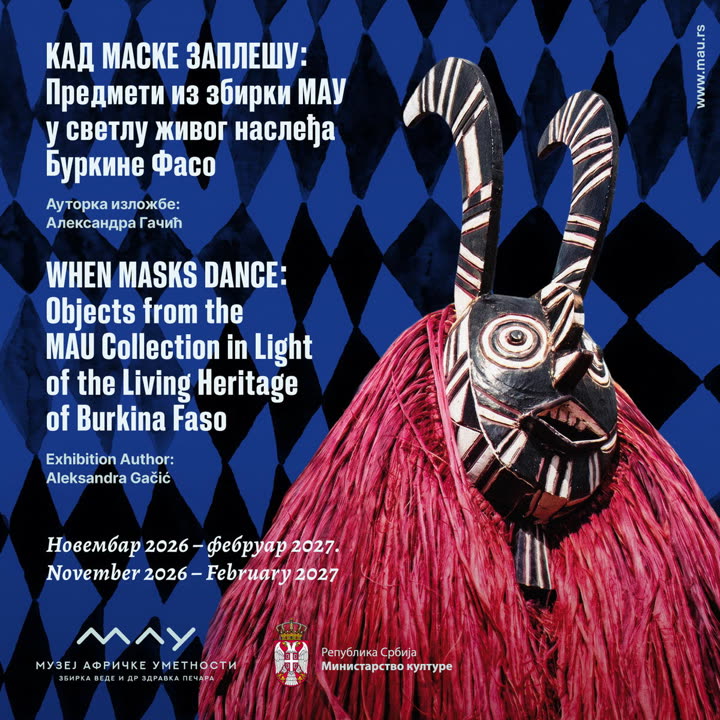 КАД МАСКЕ ЗАПЛЕШУ:
Предмети из збирки МАУ
у светлу живог наслеђа
Буркине Фасо
Ауторка изложбе:
Александра Гачић
WHEN MASKS DANCE:
Objects from the
MAU Collection in Light
of the Living Heritage
of Burkina Faso
Exhibition Author:
Aleksandra Gačić
Новембар 2026 – фебруар 2027.
November 2026 – February 2027
МАУ
МУЗЕЈ АФРИЧКЕ УМЕТНОСТИ
ЗБИРКА ВЕДЕ И ДР ЗДРАВКА ПЕЧАРА
Република Србија
Министарство културе
www.mau.rs